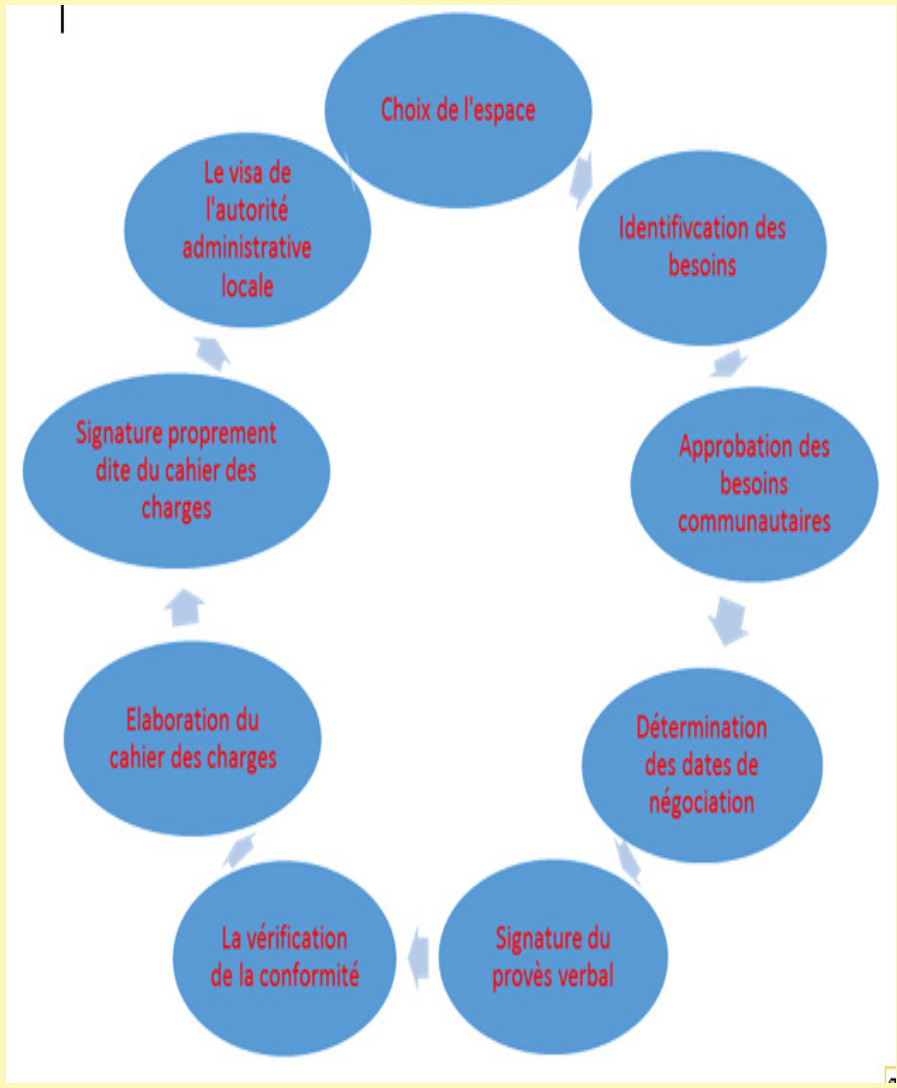 Choix de l'espace
Identifivcation des
besoins
Approbation des
besoins
communautaires
Détermination
des dates de
négociation
Signature du
provès verbal
La vérification
de la conformité
Elaboration du
cahier des charges
Signature proprement
dite du cahier des
charges
Le visa de
l'autorité
administrative
locale